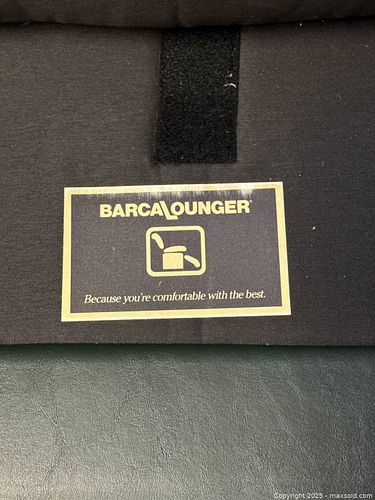 BARCALOUNGER®
Because you're comfortable with the best.
Copyright 2025 - maxsold.com